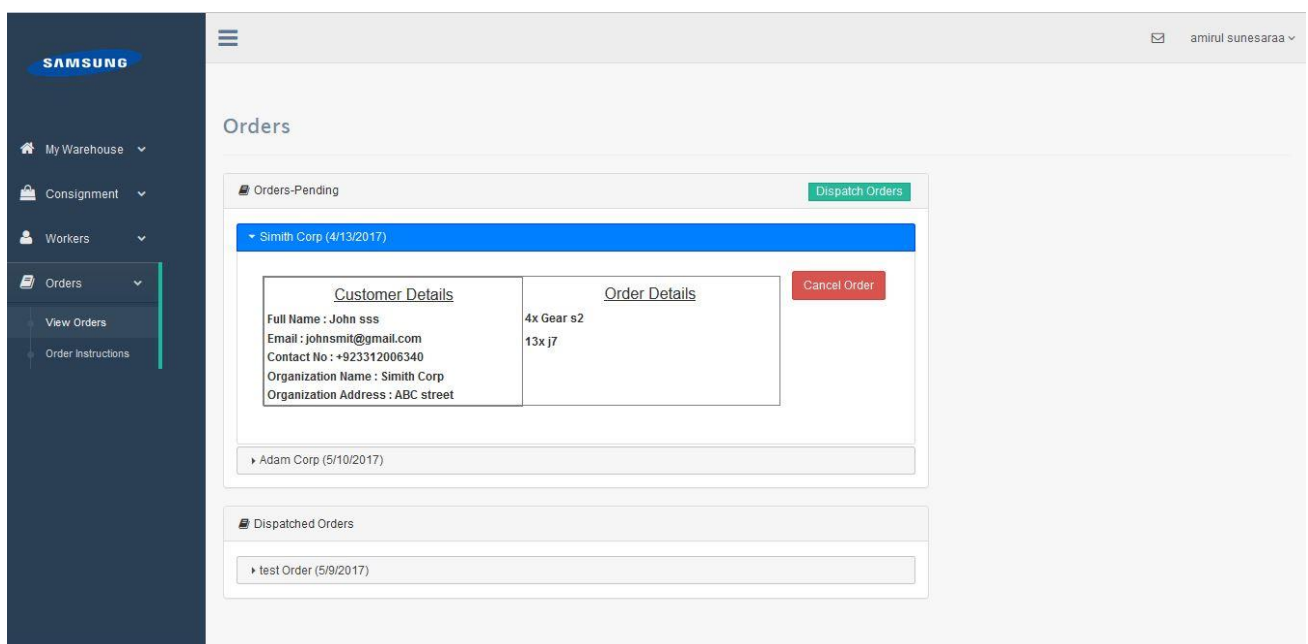 SAMSUNG
amirul sunesaraa
My Warehouse
Consignment
Workers
Orders
View Orders
Order Instructions
Orders
Orders-Pending
Dispatch Orders
Simith Corp (4/13/2017)
Customer Details
Full Name : John sss
Email : johnsmit@gmail.com
Contact No : +923312006340
Organization Name : Simith Corp
Organization Address : ABC street
Order Details
4x Gear s2
13x j7
Cancel Order
Adam Corp (5/10/2017)
Dispatched Orders
test Order (5/9/2017)